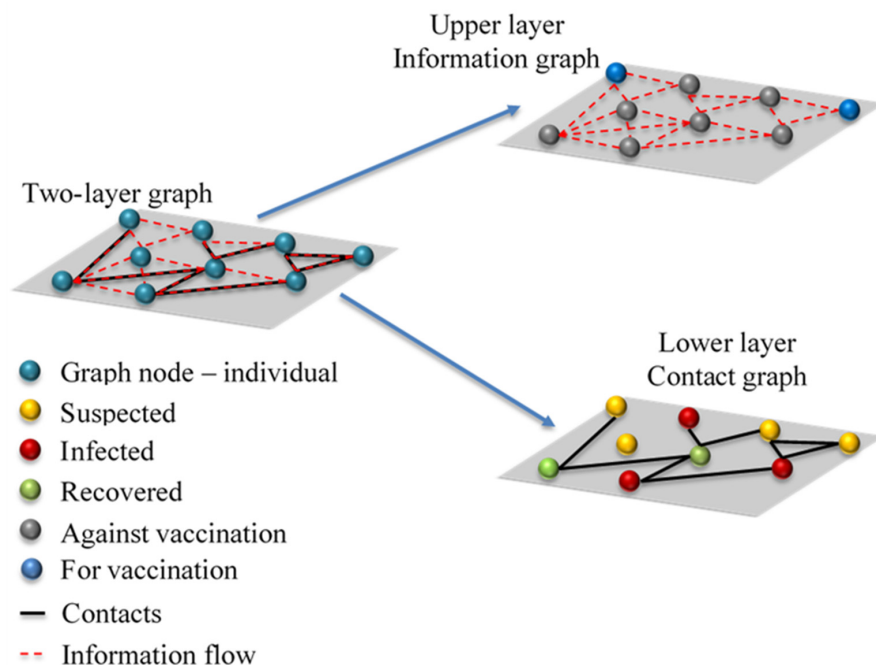 Upper layer
Information graph
Two-layer graph
Lower layer
Contact graph
Graph node – individual
Suspected
Infected
Recovered
Against vaccination
For vaccination
Contacts
Information flow